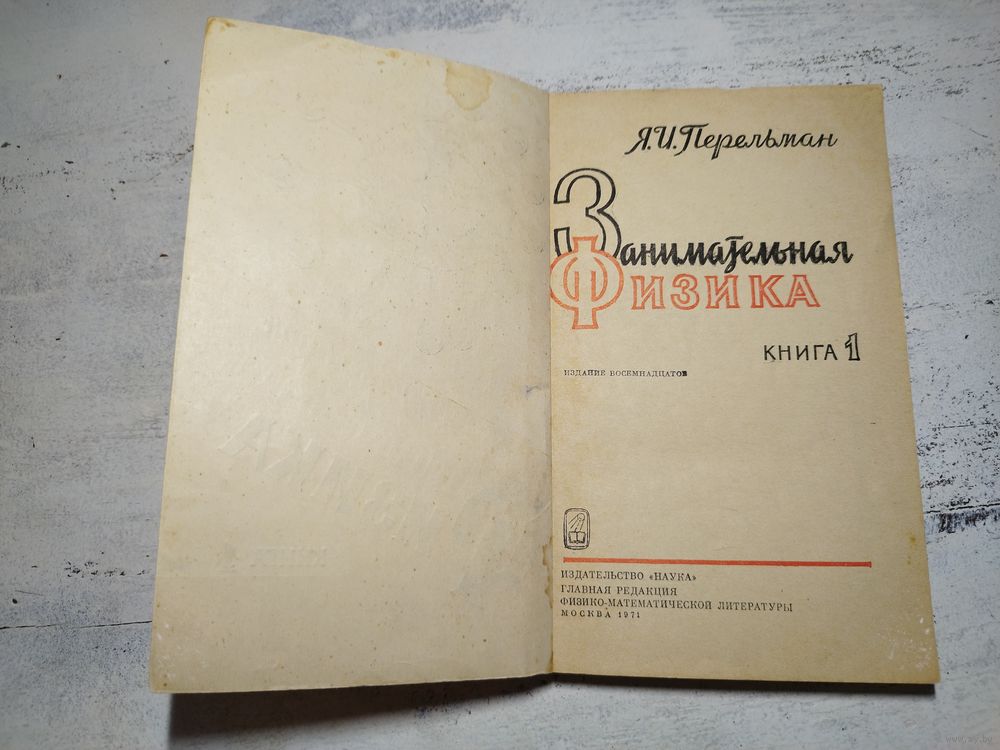 Я.И.Перельман
Занимательная
ФИЗИКА
КНИГА 1
ИЗДАНИЕ ВОСЕМНАДЦАТОЕ
ИЗДАТЕЛЬСТВО «НАУКА»
ГЛАВНАЯ РЕДАКЦИЯ
ФИЗИКО-МАТЕМАТИЧЕСКОЙ ЛИТЕРАТУРЫ
МОСКВА 1971